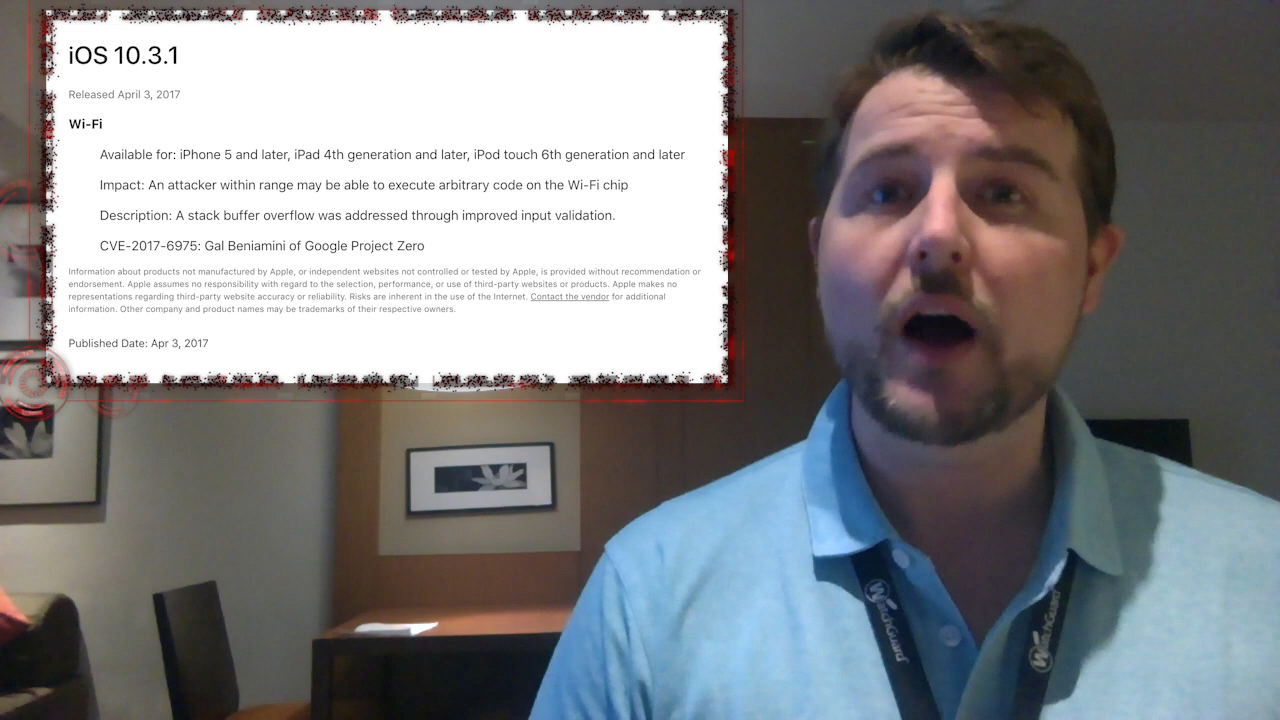 iOS 10.3.1
Released April 3, 2017
Wi-Fi
Available for: iPhone 5 and later, iPad 4th generation and later, iPod touch 6th generation and later
Impact: An attacker within range may be able to execute arbitrary code on the Wi-Fi chip
Description: A stack buffer overflow was addressed through improved input validation.
CVE-2017-6975: Gal Beniamini of Google Project Zero
Information about products not manufactured by Apple, or independent websites not controlled or tested by Apple, is provided without recommendation or
endorsement. Apple assumes no responsibility with regard to the selection, performance, or use of third-party websites or products. Apple makes no
representations regarding third-party website accuracy or reliability. Risks are inherent in the use of the Internet. Contact the vendor for additional
information. Other company and product names may be trademarks of their respective owners.
Published Date: Apr 3, 2017
WatchGuard
WatchGuard